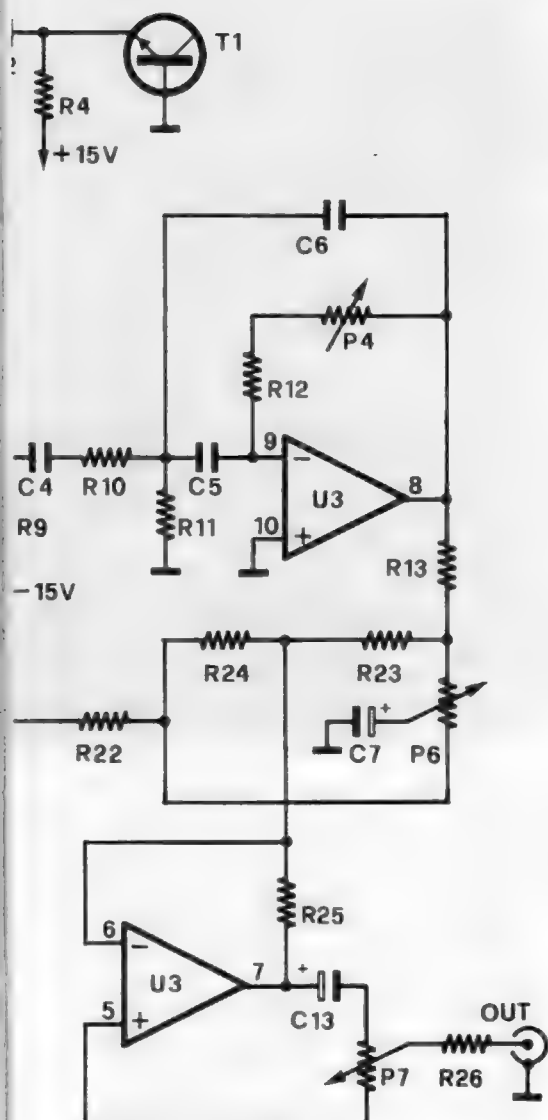 T1
R4
+15V
C6
P4
R12
9
-
8
C4 R10 C5
U3
R9 R11 10
+
R13
-15V
R24 R23
+
R22 C7 P6
R25
6
-
U3 7
+
5
+
C13 OUT
P7 R26